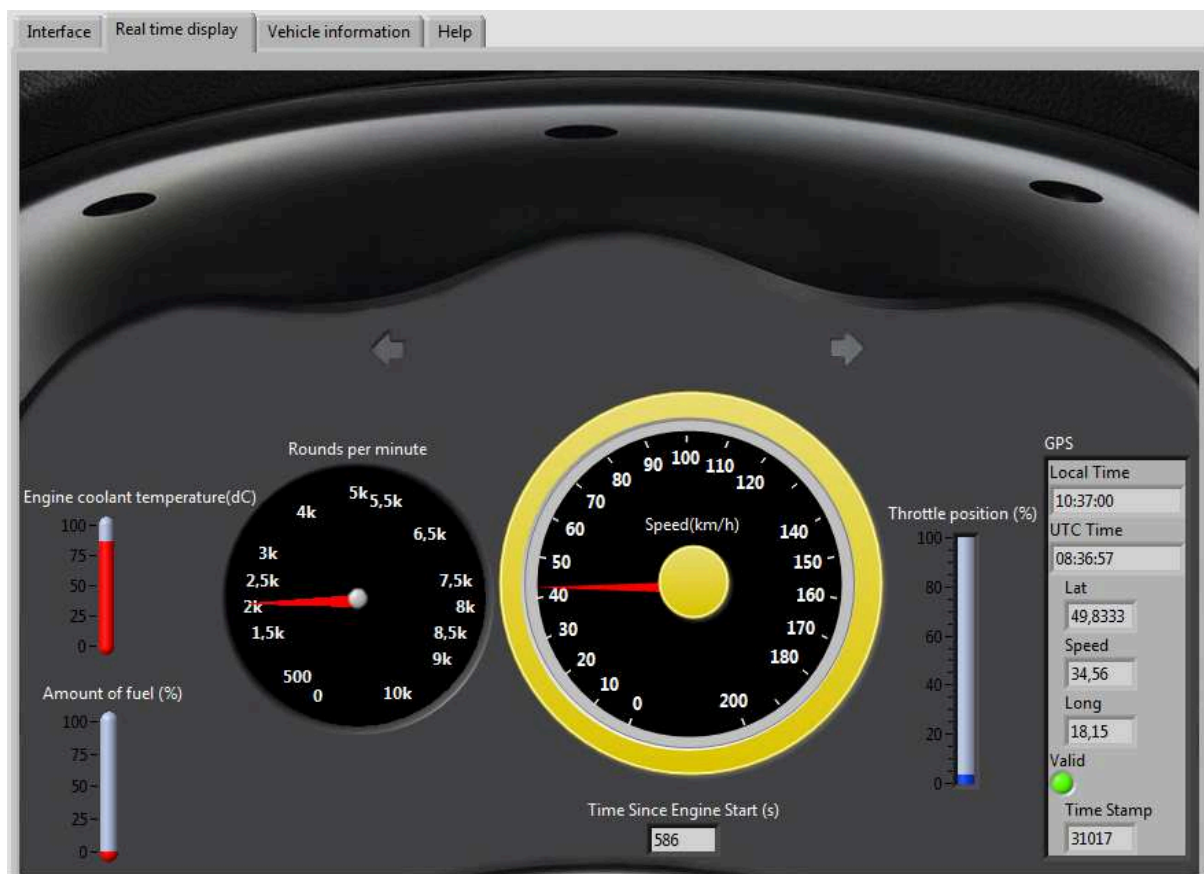 Interface Real time display Vehicle information Help
Rounds per minute
5k 5,5k
4k
6,5k
3k
2,5k 7,5k
2k 8k
1,5k 8,5k
9k
500
0 10k
Engine coolant temperature(dC)
100
75
50
25
0
Amount of fuel (%)
100
75
50
25
0
Speed(km/h)
90 100 110
80 120
70
60 140
50 150
40 160
30 170
20 180
10
0 200
Time Since Engine Start (s)
586
Throttle position (%)
100
80
60
40
20
0
GPS
Local Time
10:37:00
UTC Time
08:36:57
Lat
49,8333
Speed
34,56
Long
18,15
Valid
Time Stamp
31017